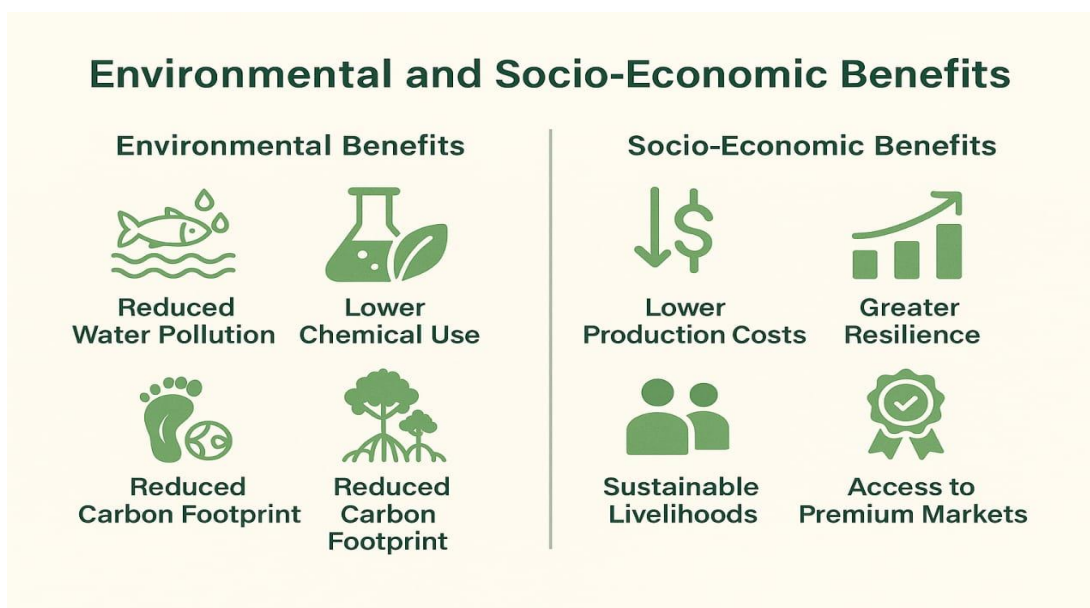 Environmental and Socio-Economic Benefits
Environmental Benefits
Reduced
Water Pollution
Lower
Chemical Use
Reduced
Carbon Footprint
Reduced
Carbon
Footprint
Socio-Economic Benefits
$
Lower
Production Costs
Greater
Resilience
Sustainable
Livelihoods
Access to
Premium Markets